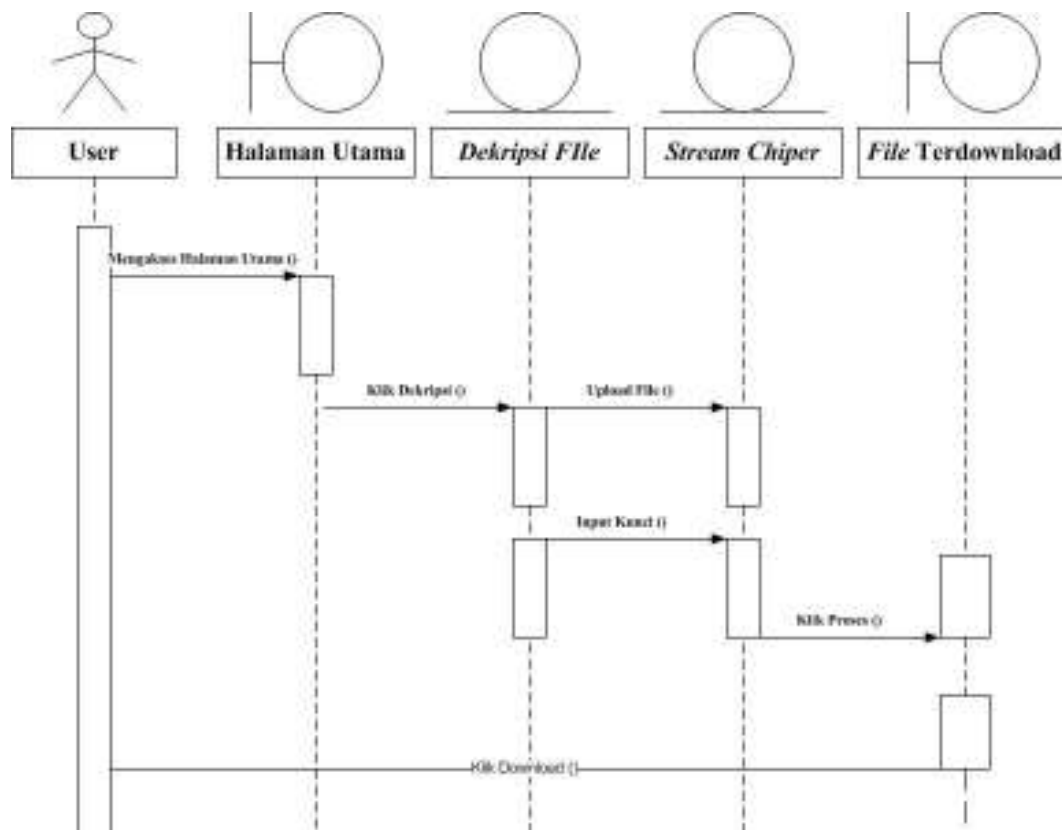 User
Halaman Utama
Dekripsi FIle
Stream Chiper
File Terdownload
Mengakses Halaman Utama ()
Klik Dekripsi ()
Upload File ()
Input Kunci ()
Klik Proses ()
Klik Download ()